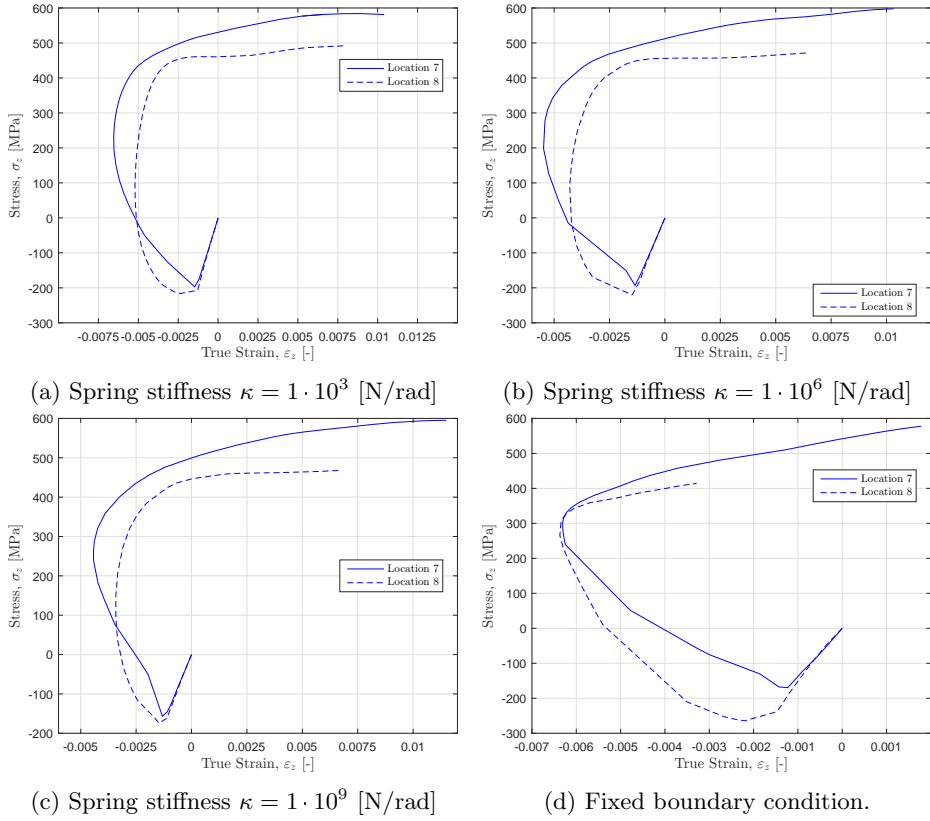 600
500
400
300
200
100
0
-100
-200
-300
Stress, σz [MPa]
-0.0075 -0.005 -0.0025 0 0.0025 0.005 0.0075 0.01 0.0125
True Strain, εz [-]
Location 7
Location 8
(a) Spring stiffness κ = 1 · 10³ [N/rad]
600
500
400
300
200
100
0
-100
-200
-300
Stress, σz [MPa]
-0.005 -0.0025 0 0.0025 0.005 0.0075 0.01
True Strain, εz [-]
Location 7
Location 8
(b) Spring stiffness κ = 1 · 10⁶ [N/rad]
600
500
400
300
200
100
0
-100
-200
Stress, σz [MPa]
-0.005 -0.0025 0 0.0025 0.005 0.0075 0.01
True Strain, εz [-]
Location 7
Location 8
(c) Spring stiffness κ = 1 · 10⁹ [N/rad]
600
500
400
300
200
100
0
-100
-200
-300
Stress, σz [MPa]
-0.007 -0.006 -0.005 -0.004 -0.003 -0.002 -0.001 0 0.001
True Strain, εz [-]
Location 7
Location 8
(d) Fixed boundary condition.